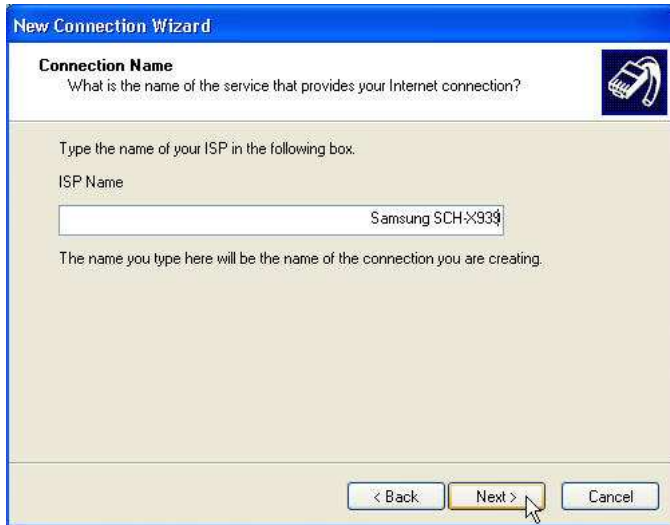 New Connection Wizard
Connection Name
What is the name of the service that provides your Internet connection?
Type the name of your ISP in the following box.
ISP Name
Samsung SCH-X939
The name you type here will be the name of the connection you are creating.
< Back Next > Cancel